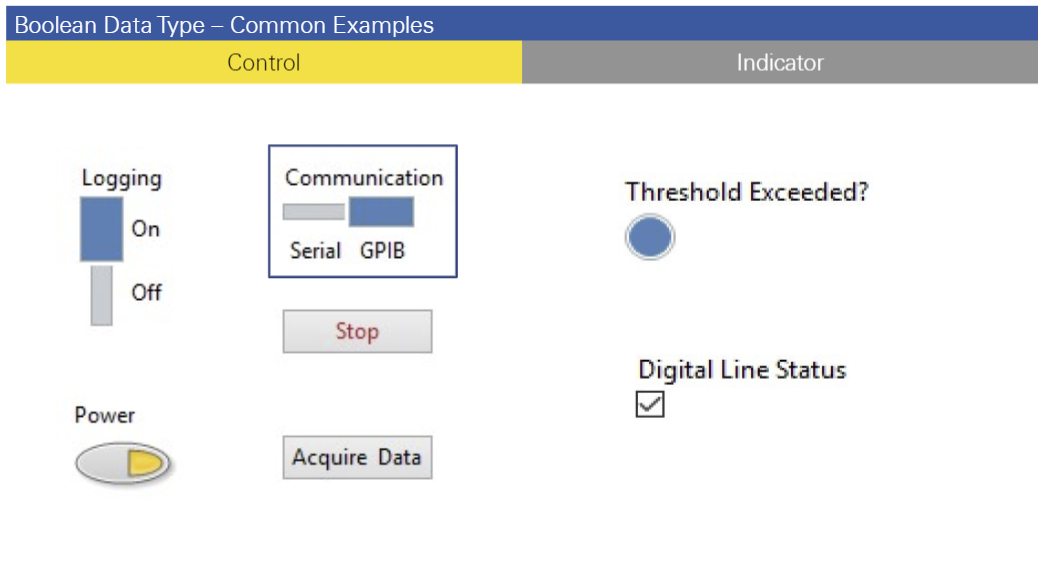 Boolean Data Type – Common Examples
Control
Indicator
Logging
On
Off
Communication
Serial GPIB
Stop
Power
Acquire Data
Threshold Exceeded?
Digital Line Status